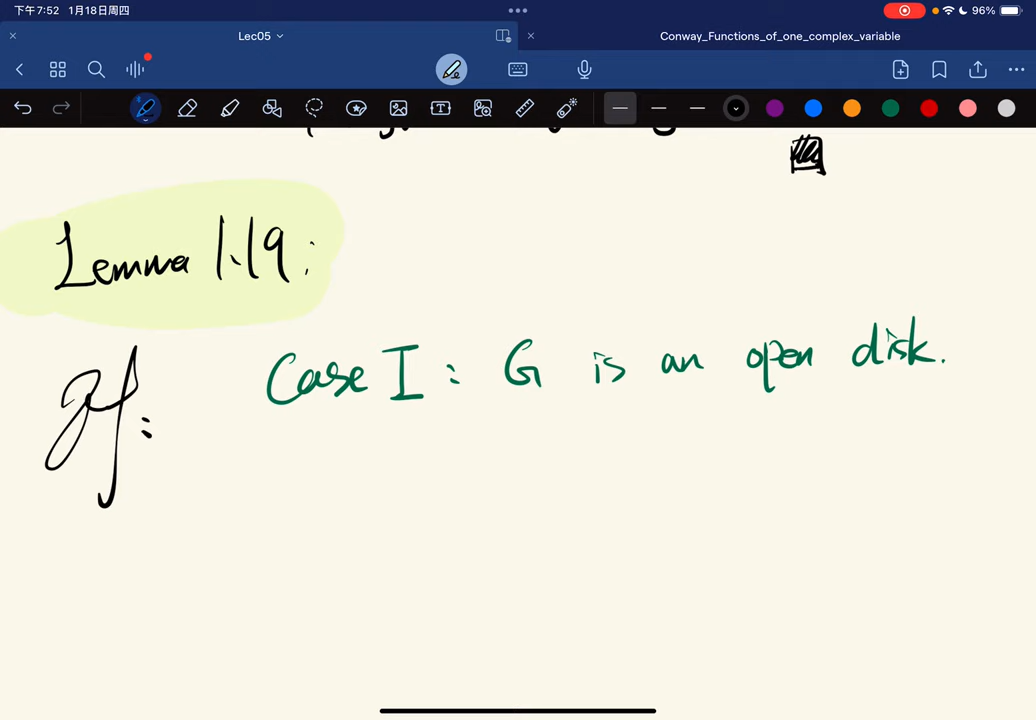 下午7:52 1月18日周四
96%
Lec05
Conway_Functions_of_one_complex_variable
Lemma 1.19:
Case I: G is an open disk.
pf: